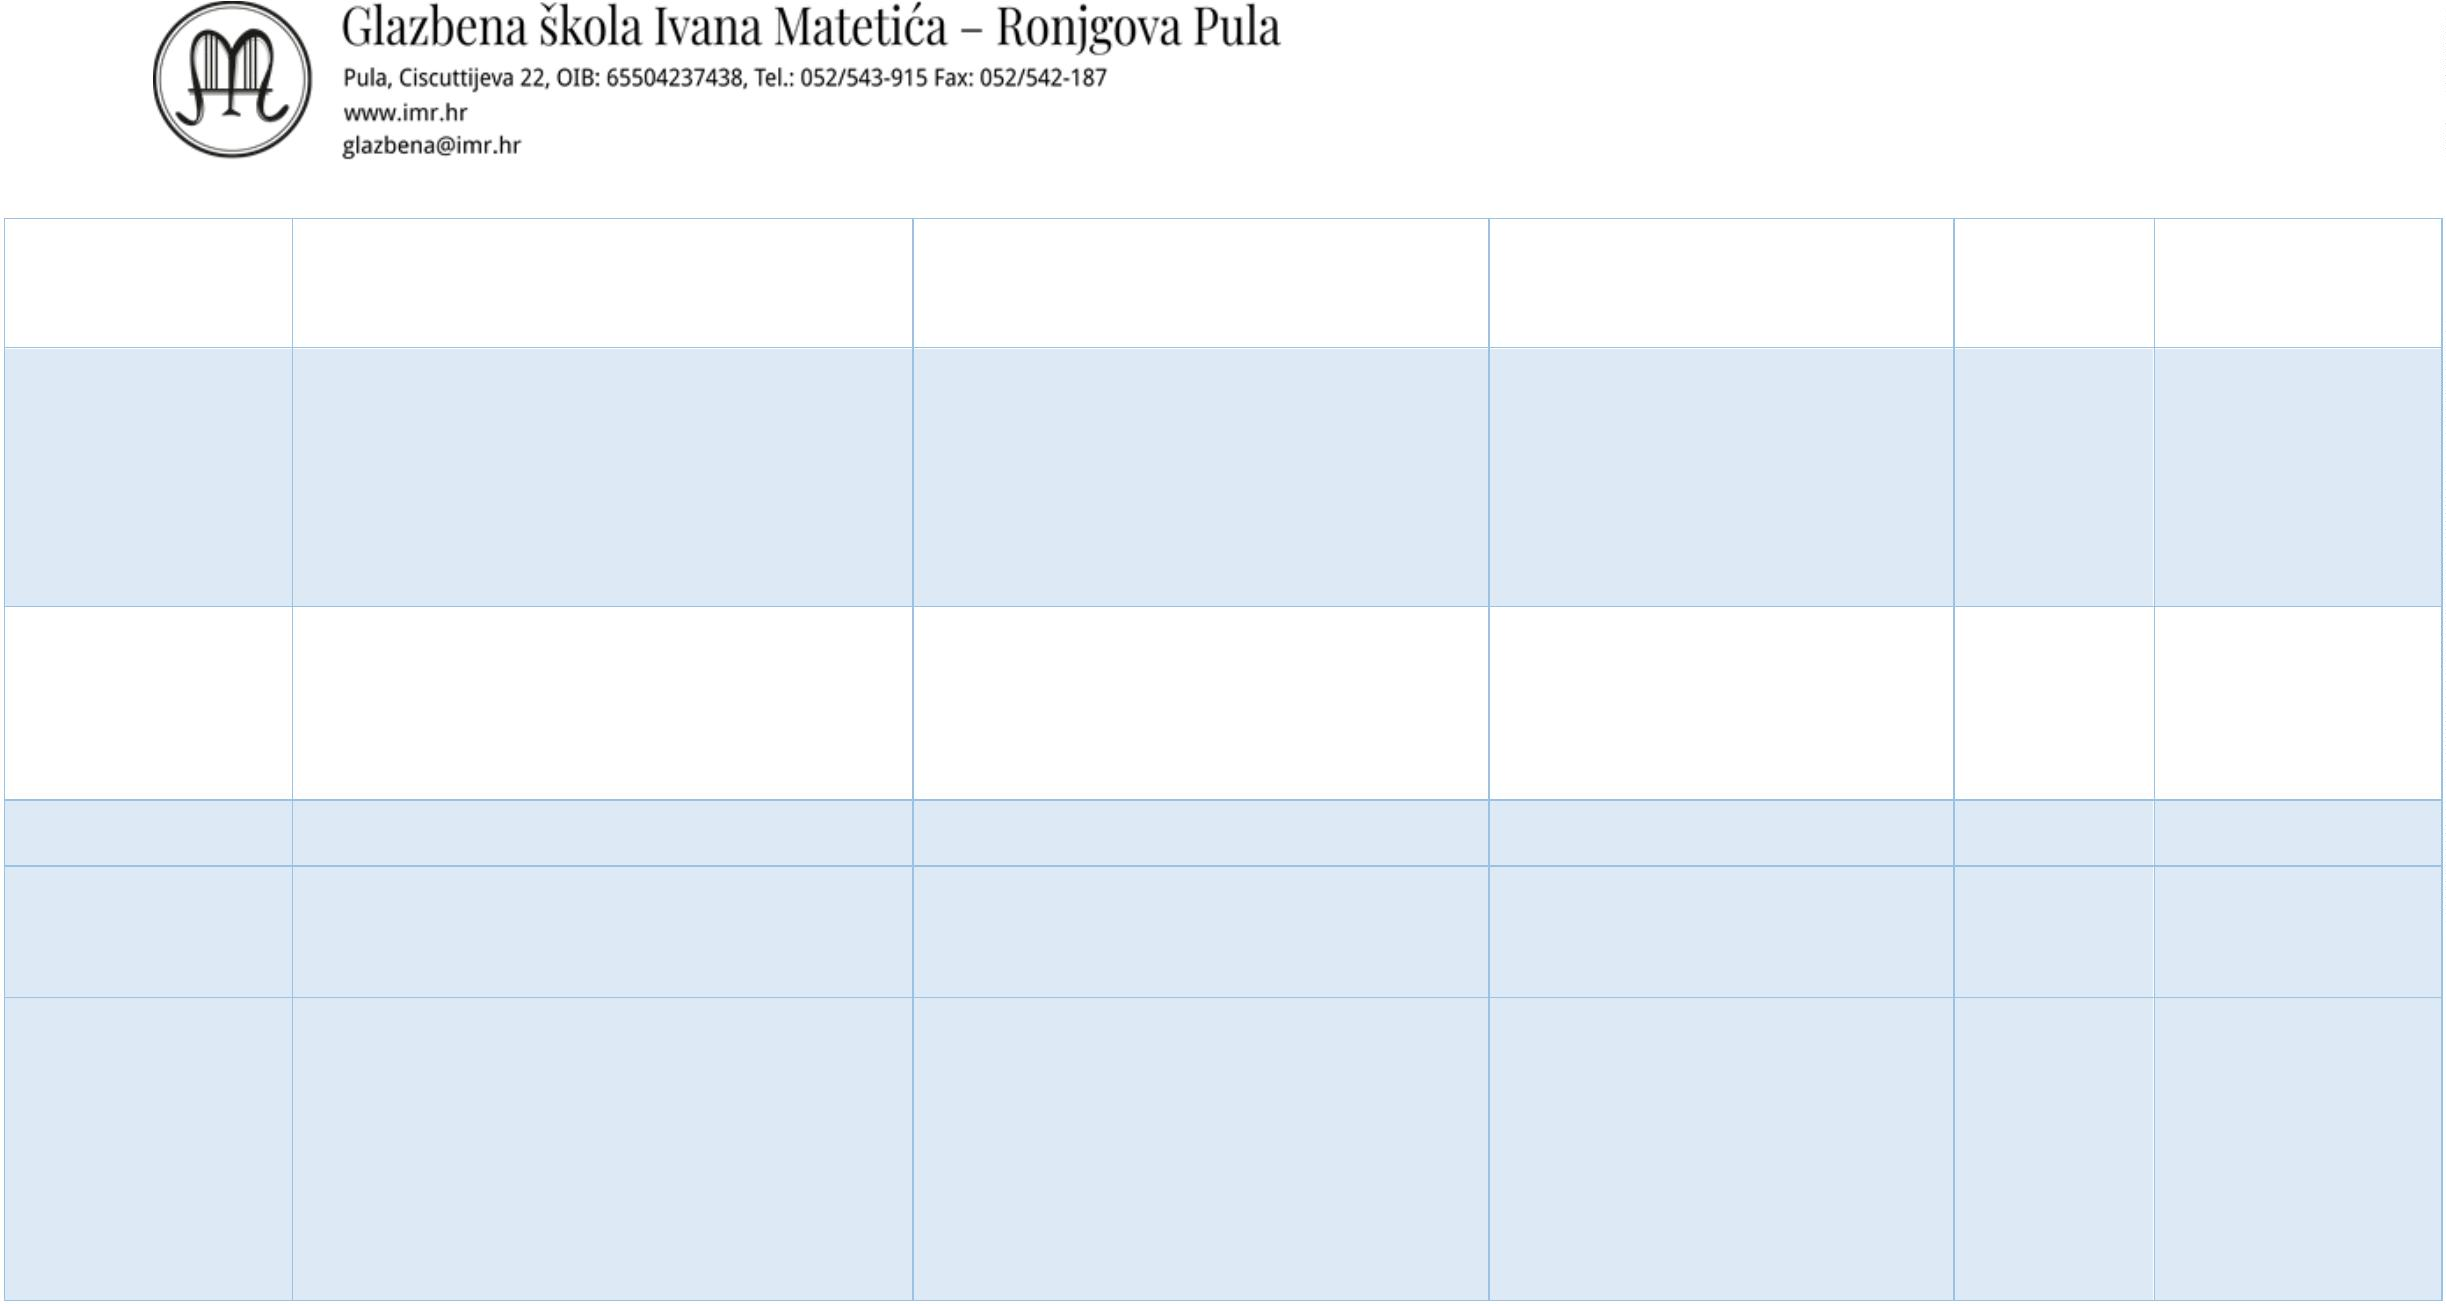 Glazbena škola Ivana Matetića – Ronjgova Pula
Pula, Ciscuttijeva 22, OIB: 65504237438, Tel.: 052/543-915 Fax: 052/542-187
www.imr.hr
glazbena@imr.hr